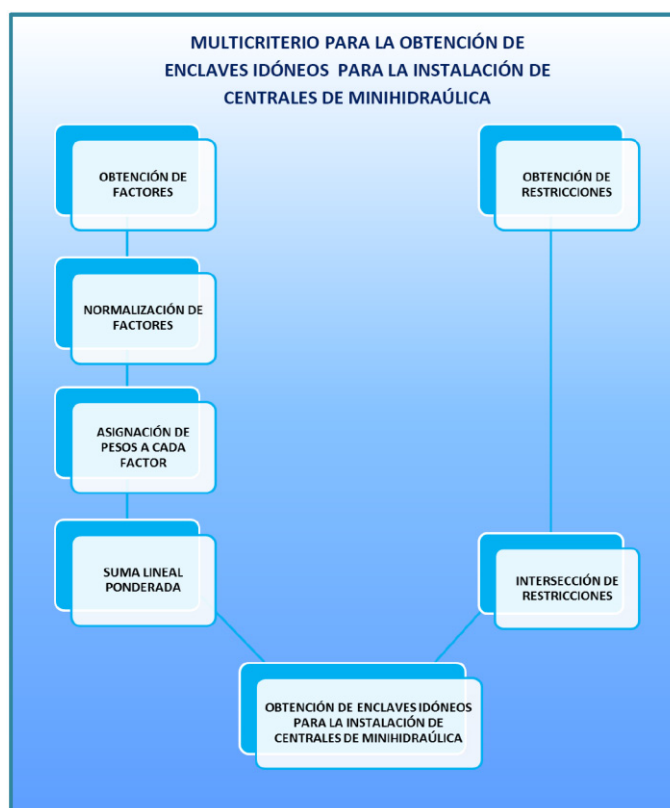 MULTICRITERIO PARA LA OBTENCIÓN DE
ENCLAVES IDÓNEOS PARA LA INSTALACIÓN DE
CENTRALES DE MINIHIDRAÚLICA
OBTENCIÓN DE
FACTORES
OBTENCIÓN DE
RESTRICCIONES
NORMALIZACIÓN DE
FACTORES
ASIGNACIÓN DE
PESOS A CADA
FACTOR
SUMA LINEAL
PONDERADA
INTERSECCIÓN DE
RESTRICCIONES
OBTENCIÓN DE ENCLAVES IDÓNEOS
PARA LA INSTALACIÓN DE
CENTRALES DE MINIHIDRAÚLICA